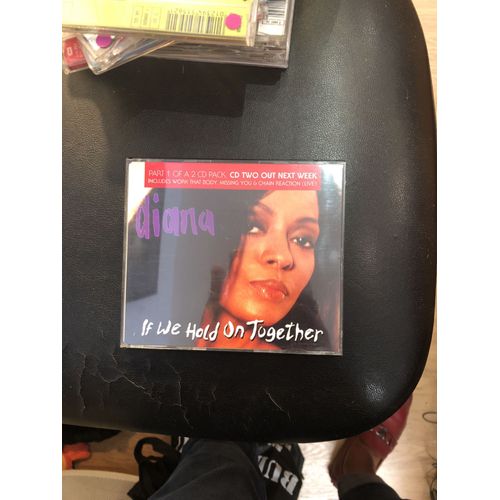 PART 1 OF A 2 CD PACK. CD TWO OUT NEXT WEEK
INCLUDES WORK THAT BODY, MISSING YOU & CHAIN REACTION (LIVE)
diana
If We Hold On Together